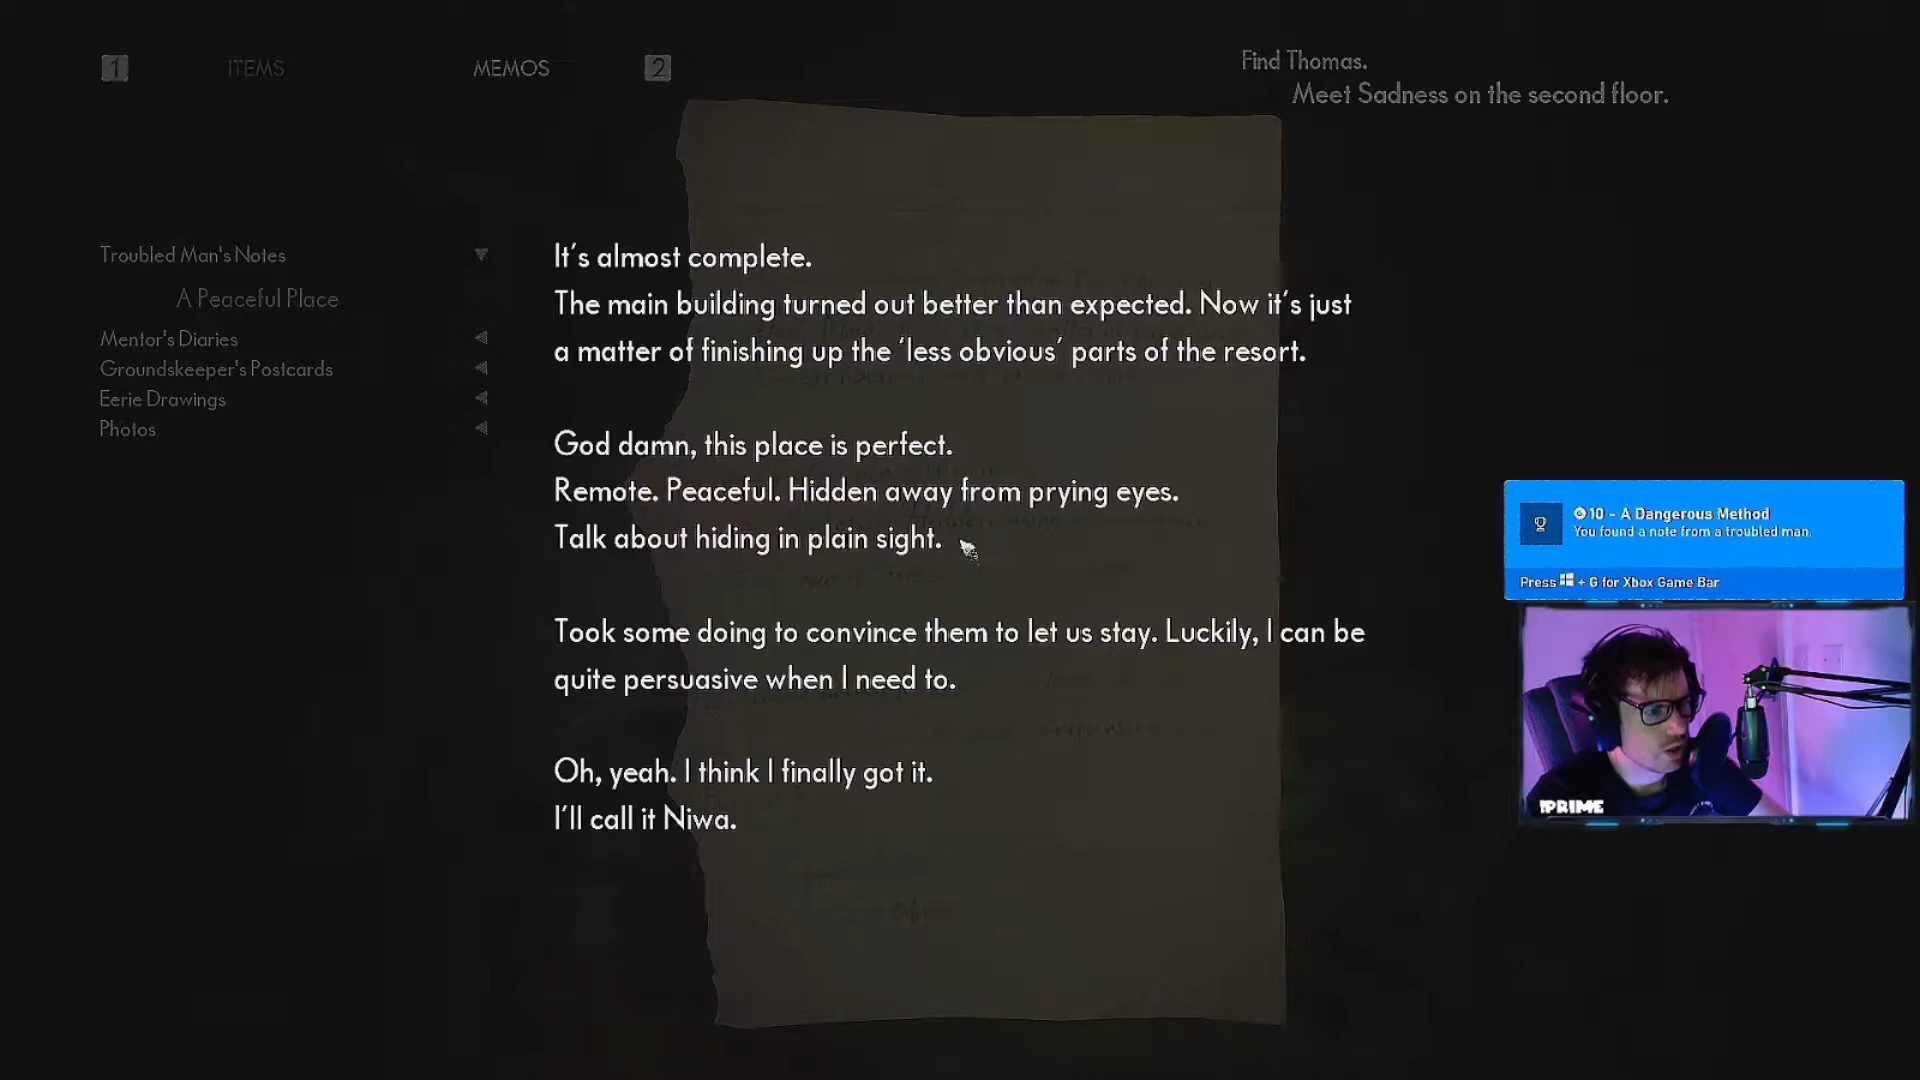 1 ITEMS MEMOS 2
Find Thomas.
Meet Sadness on the second floor.
Troubled Man's Notes
A Peaceful Place
Mentor's Diaries
Groundskeeper's Postcards
Eerie Drawings
Photos
It's almost complete.
The main building turned out better than expected. Now it's just
a matter of finishing up the 'less obvious' parts of the resort.
God damn, this place is perfect.
Remote. Peaceful. Hidden away from prying eyes.
Talk about hiding in plain sight.
Took some doing to convince them to let us stay. Luckily, I can be
quite persuasive when I need to.
Oh, yeah. I think I finally got it.
I'll call it Niwa.
10 - A Dangerous Method
You found a note from a troubled man.
Press + G for Xbox Game Bar
!PRIME